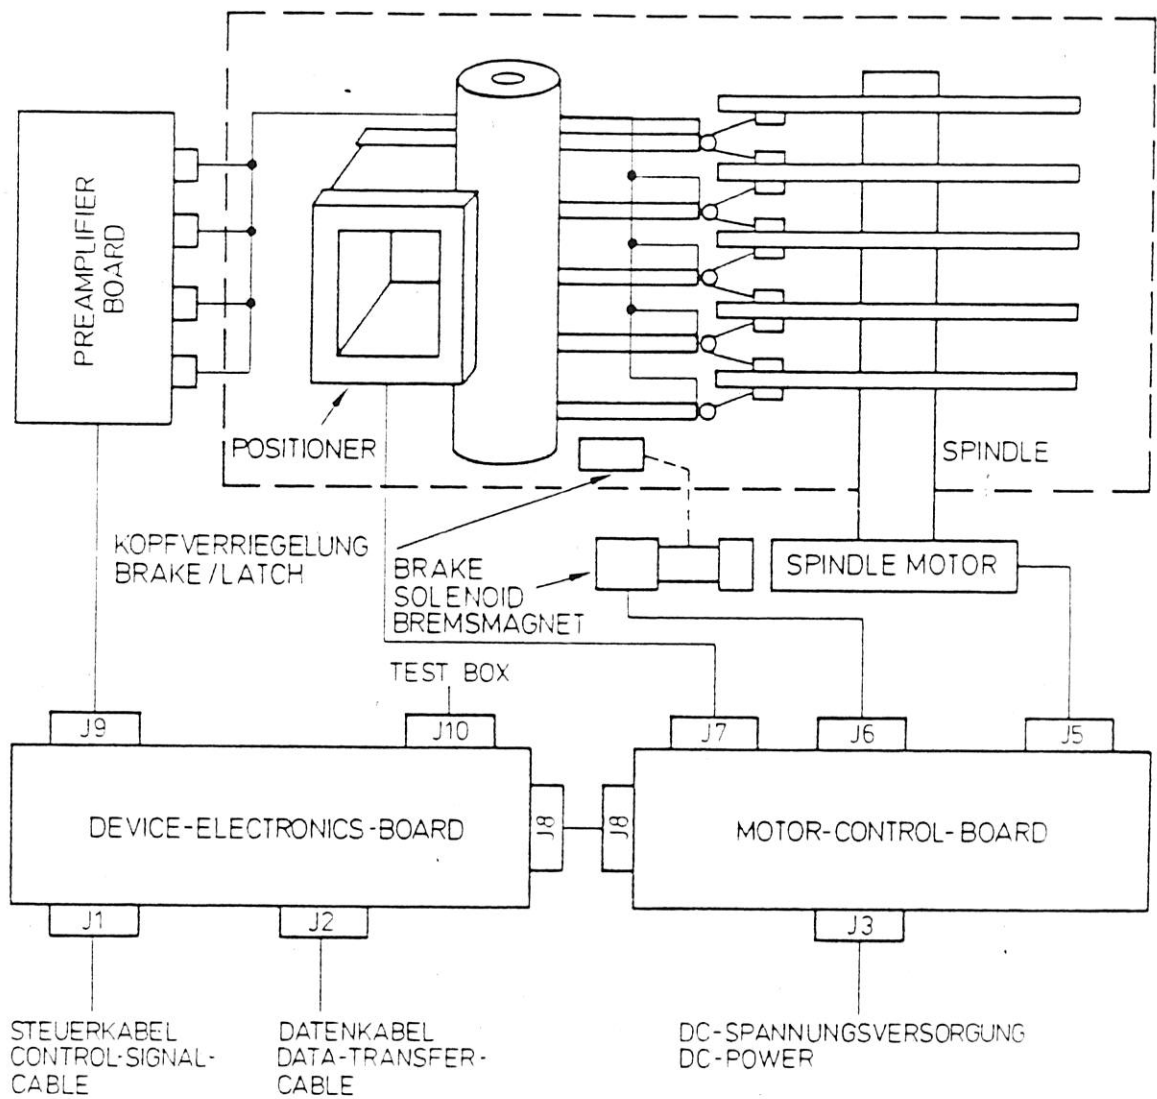 PREAMPLIFIER
BOARD
POSITIONER
SPINDLE
KOPFVERRIEGELUNG
BRAKE/LATCH
BRAKE
SOLENOID
BREMSMAGNET
SPINDLE MOTOR
TEST BOX
J9
J10
J7
J6
J5
DEVICE-ELECTRONICS-BOARD
J8
J8
MOTOR-CONTROL-BOARD
J1
J2
J3
STEUERKABEL
CONTROL-SIGNAL-
CABLE
DATENKABEL
DATA-TRANSFER-
CABLE
DC-SPANNUNGSVERSORGUNG
DC-POWER